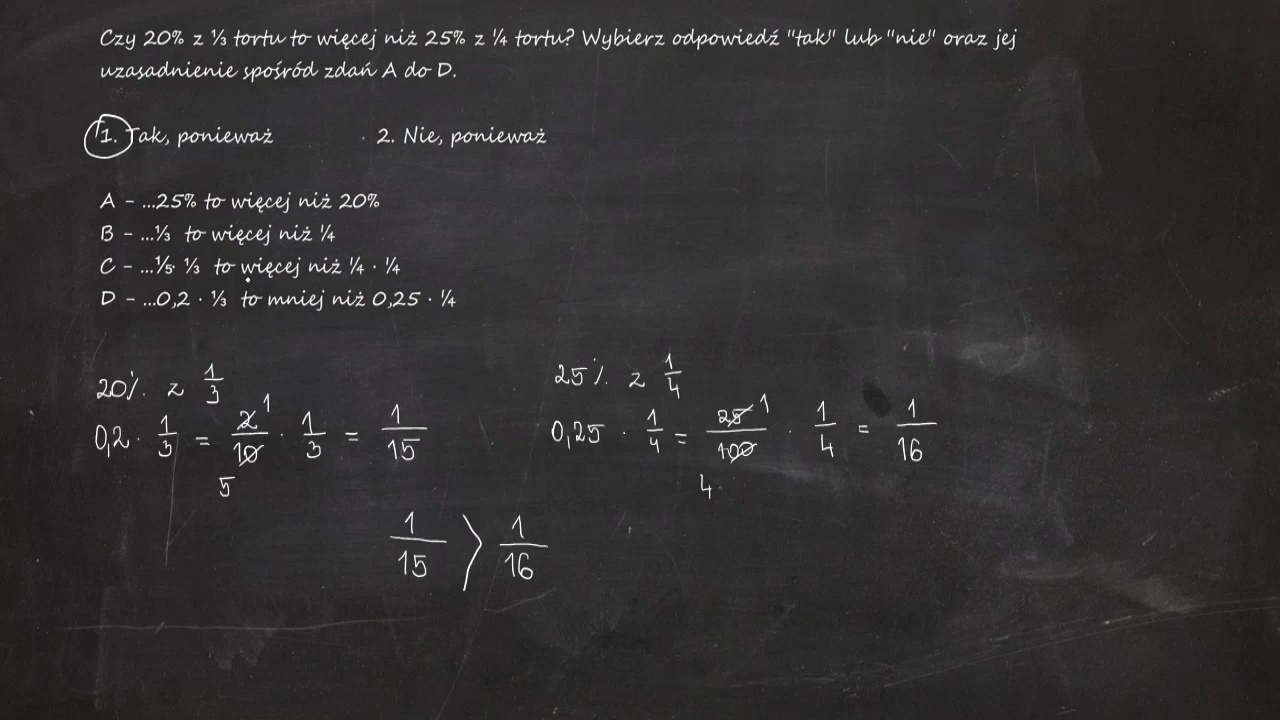 Czy 20% z ⅓ tortu to więcej niż 25% z ¼ tortu? Wybierz odpowiedź "tak" lub "nie" oraz jej
uzasadnienie spośród zdań A do D.
1. Tak, ponieważ 2. Nie, ponieważ
A - ...25% to więcej niż 20%
B - ...⅓ to więcej niż ¼
C - ...⅕ · ⅓ to więcej niż ¼ · ¼
D - ...0,2 · ⅓ to mniej niż 0,25 · ¼
20% z 1/3 25% z 1/4
0,2 · 1/3 = 2/10 · 1/3 = 1/15 0,25 · 1/4 = 25/100 · 1/4 = 1/16
1 5 1 4
1/15 > 1/16